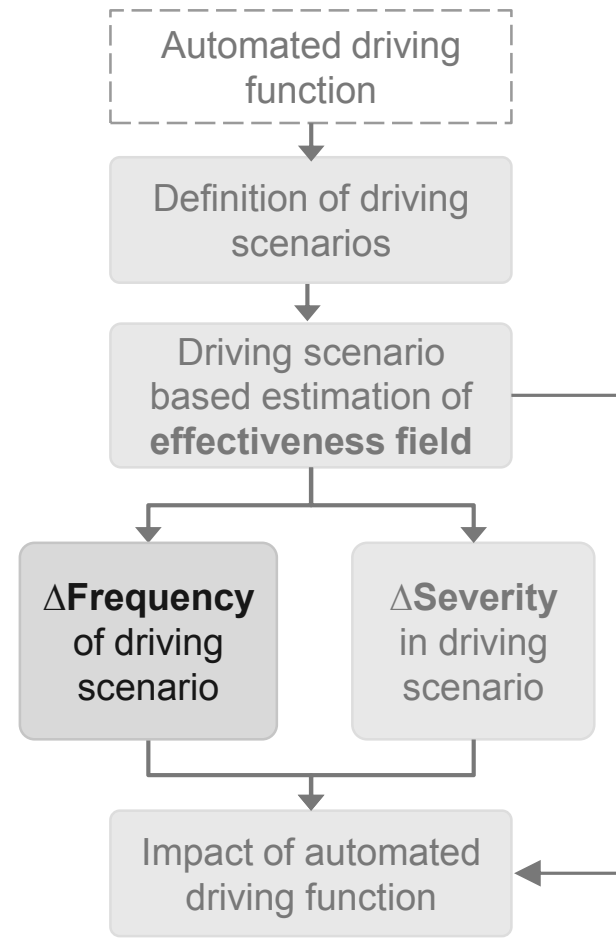 Automated driving
function
Definition of driving
scenarios
Driving scenario
based estimation of
effectiveness field
∆Frequency
of driving
scenario
∆Severity
in driving
scenario
Impact of automated
driving function